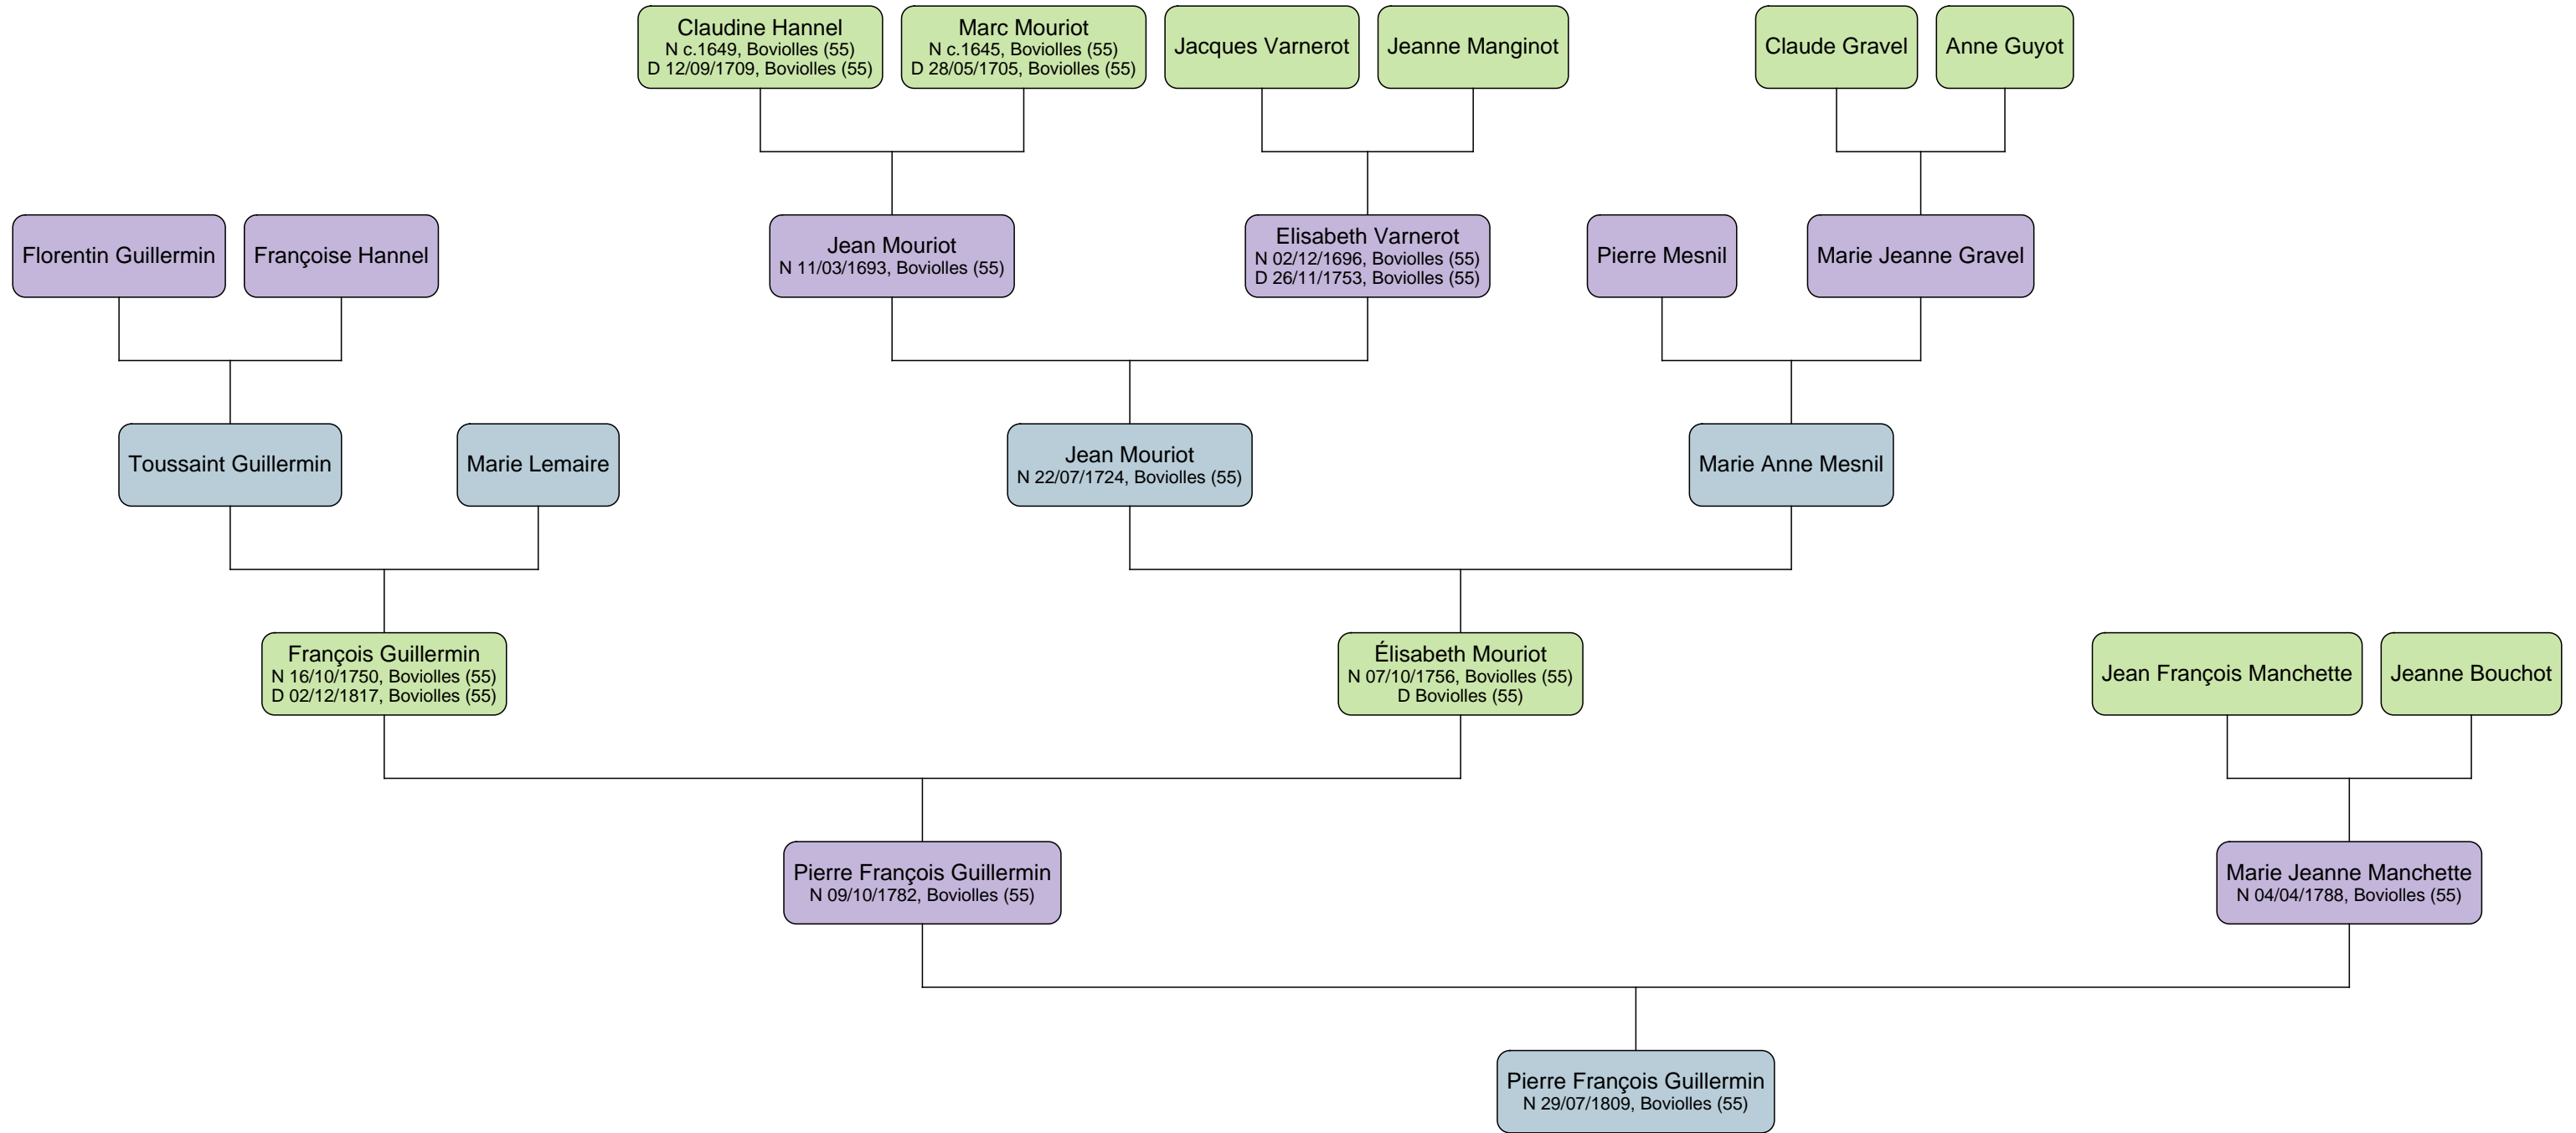 Claudine Hannel
N c.1649, Boviolles (55)
D 12/09/1709, Boviolles (55)
Marc Mouriot
N c.1645, Boviolles (55)
D 28/05/1705, Boviolles (55)
Jacques Varnerot
Jeanne Manginot
Claude Gravel
Anne Guyot
Florentin Guillermin
Françoise Hannel
Jean Mouriot
N 11/03/1693, Boviolles (55)
Elisabeth Varnerot
N 02/12/1696, Boviolles (55)
D 26/11/1753, Boviolles (55)
Pierre Mesnil
Marie Jeanne Gravel
Toussaint Guillermin
Marie Lemaire
Jean Mouriot
N 22/07/1724, Boviolles (55)
Marie Anne Mesnil
François Guillermin
N 16/10/1750, Boviolles (55)
D 02/12/1817, Boviolles (55)
Élisabeth Mouriot
N 07/10/1756, Boviolles (55)
D Boviolles (55)
Jean François Manchette
Jeanne Bouchot
Pierre François Guillermin
N 09/10/1782, Boviolles (55)
Marie Jeanne Manchette
N 04/04/1788, Boviolles (55)
Pierre François Guillermin
N 29/07/1809, Boviolles (55)